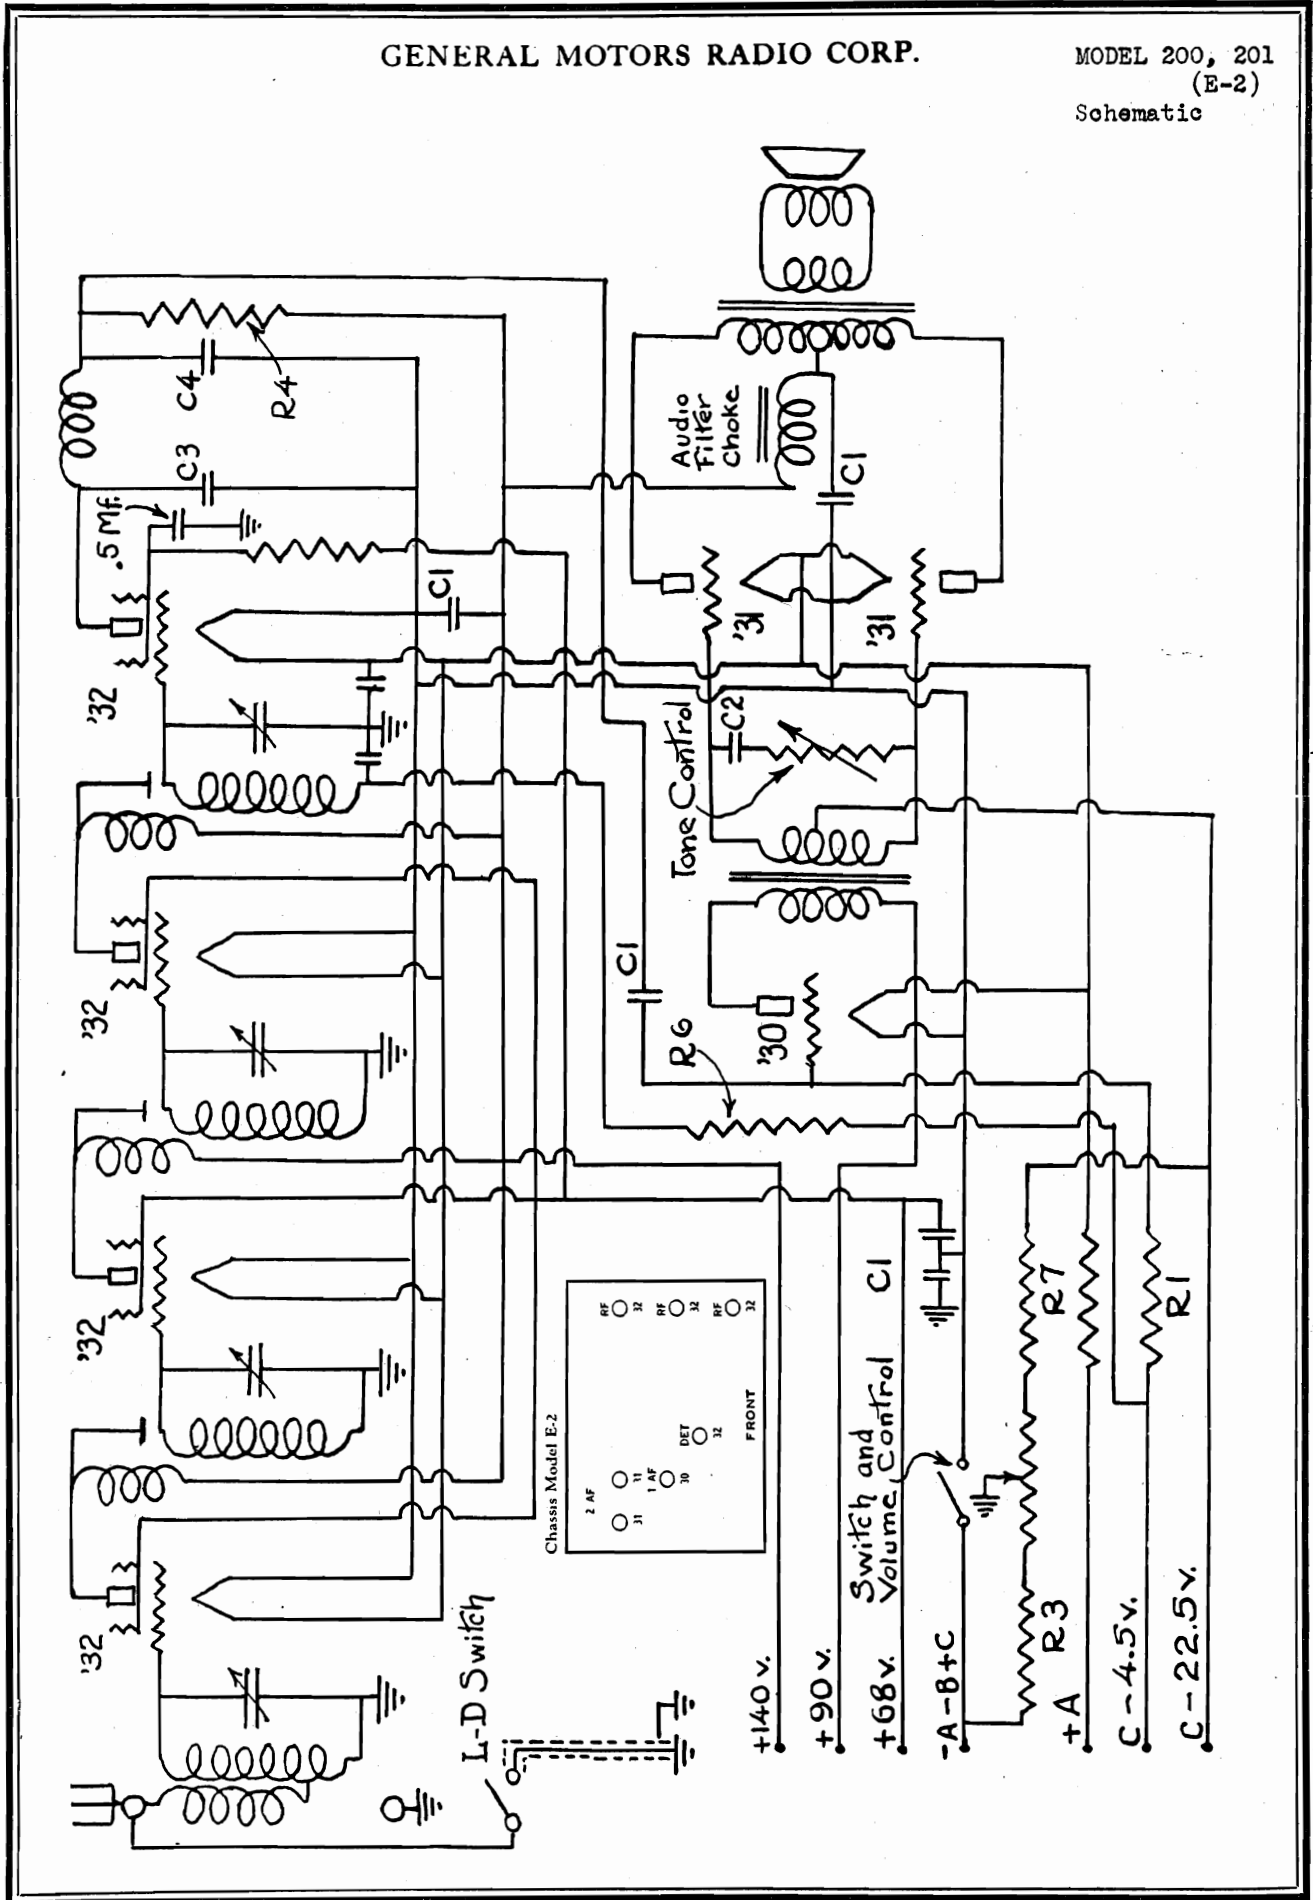 GENERAL MOTORS RADIO CORP.
MODEL 200, 201
(E-2)
Schematic
C4
R4
C3
.5 Mf.
'32
C1
Audio
Filter
Choke
C1
'31
'31
Tone Control
C2
'32
C1
R6
'30
'32
'32
Chassis Model E-2
RF
32
RF
32
RF
32
DET
32
2 AF
31
31
1 AF
30
FRONT
L-D Switch
Switch and
Volume Control
C1
R7
R1
R3
+140 v.
+90 v.
+68 v.
-A-B+C
+A
C-4.5 v.
C-22.5 v.